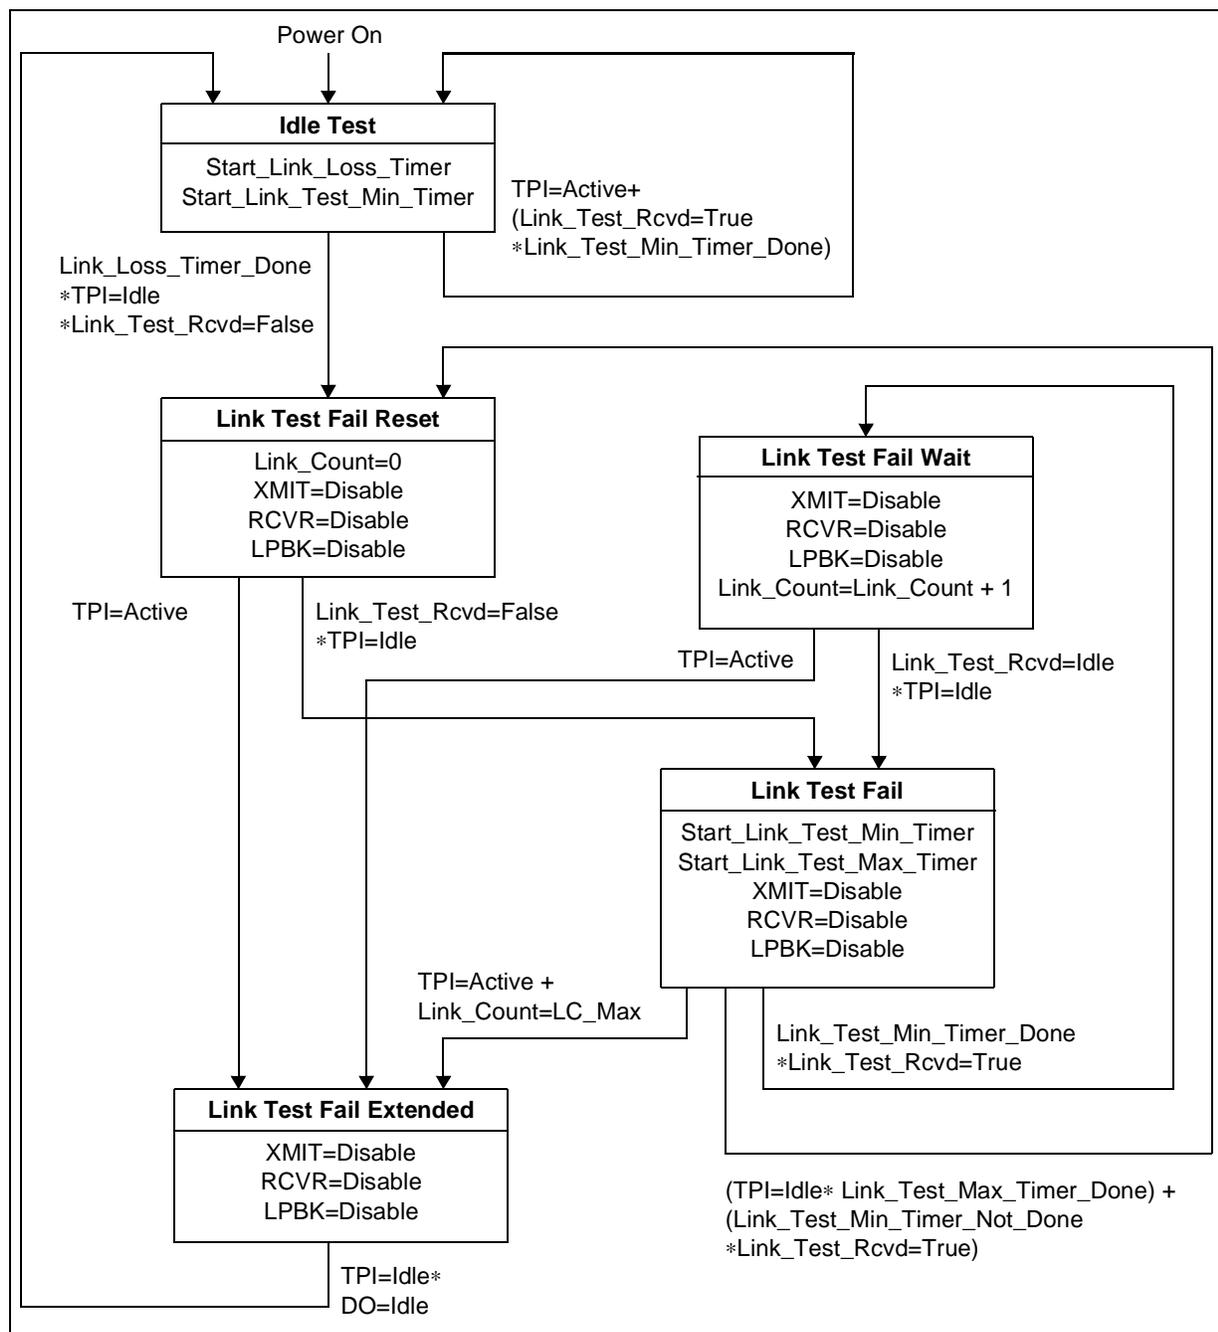 Power On
Idle Test
Start_Link_Loss_Timer
Start_Link_Test_Min_Timer
TPI=Active+
(Link_Test_Rcvd=True
*Link_Test_Min_Timer_Done)
Link_Loss_Timer_Done
*TPI=Idle
*Link_Test_Rcvd=False
Link Test Fail Reset
Link_Count=0
XMIT=Disable
RCVR=Disable
LPBK=Disable
Link Test Fail Wait
XMIT=Disable
RCVR=Disable
LPBK=Disable
Link_Count=Link_Count + 1
TPI=Active
Link_Test_Rcvd=False
*TPI=Idle
TPI=Active
Link_Test_Rcvd=Idle
*TPI=Idle
Link Test Fail
Start_Link_Test_Min_Timer
Start_Link_Test_Max_Timer
XMIT=Disable
RCVR=Disable
LPBK=Disable
TPI=Active +
Link_Count=LC_Max
Link_Test_Min_Timer_Done
*Link_Test_Rcvd=True
Link Test Fail Extended
XMIT=Disable
RCVR=Disable
LPBK=Disable
(TPI=Idle* Link_Test_Max_Timer_Done) +
(Link_Test_Min_Timer_Not_Done
*Link_Test_Rcvd=True)
TPI=Idle*
DO=Idle